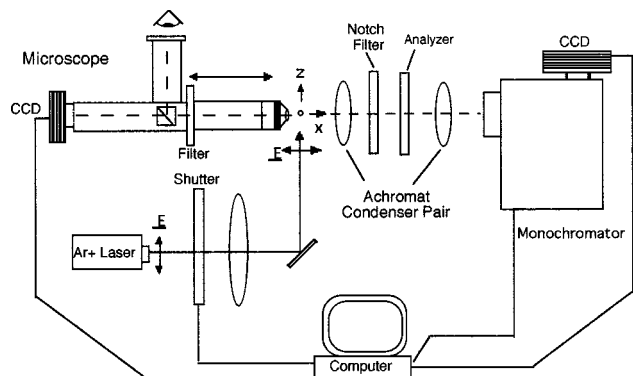 Microscope
CCD
Filter
Z
X
E
Notch
Filter
Analyzer
CCD
Achromat
Condenser Pair
Monochromator
Shutter
E
Ar+ Laser
Computer